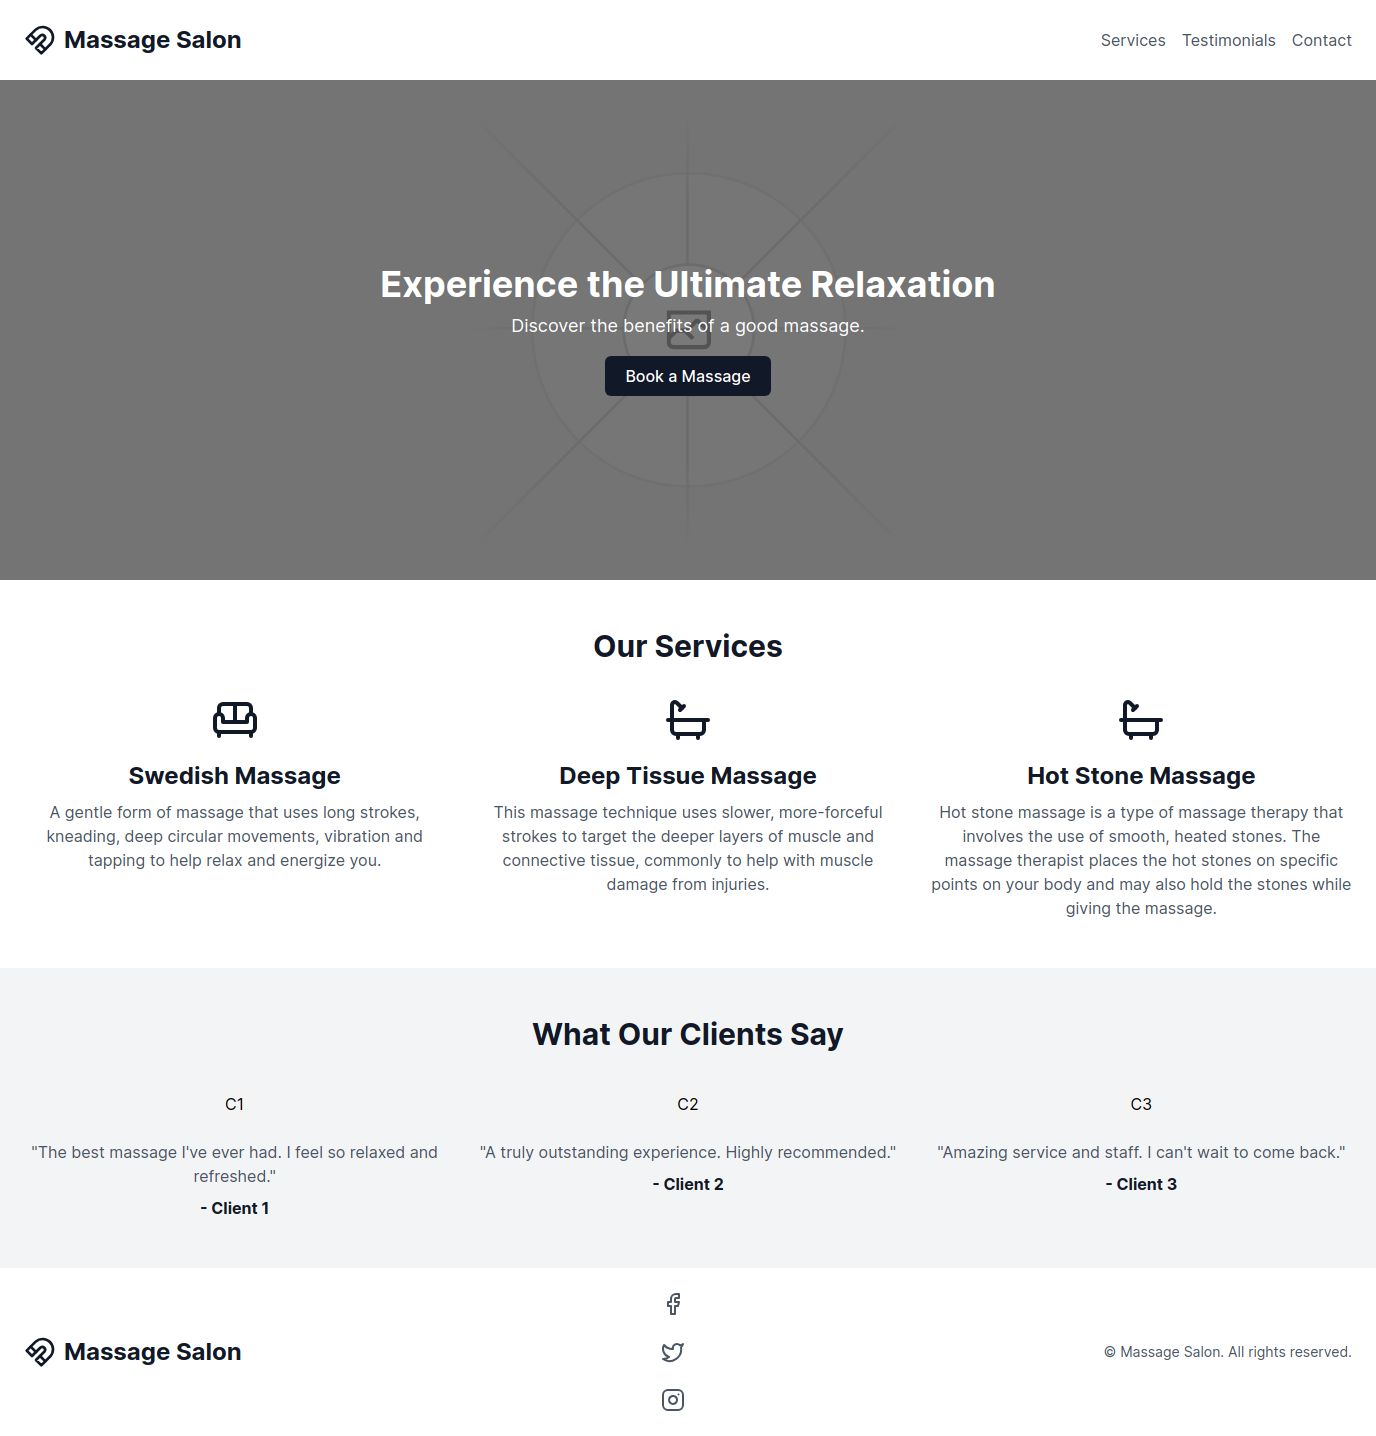 Massage Salon
Services Testimonials Contact
Experience the Ultimate Relaxation
Discover the benefits of a good massage.
Book a Massage
Our Services
Swedish Massage
A gentle form of massage that uses long strokes,
kneading, deep circular movements, vibration and
tapping to help relax and energize you.
Deep Tissue Massage
This massage technique uses slower, more-forceful
strokes to target the deeper layers of muscle and
connective tissue, commonly to help with muscle
damage from injuries.
Hot Stone Massage
Hot stone massage is a type of massage therapy that
involves the use of smooth, heated stones. The
massage therapist places the hot stones on specific
points on your body and may also hold the stones while
giving the massage.
What Our Clients Say
C1
"The best massage I've ever had. I feel so relaxed and
refreshed."
- Client 1
C2
"A truly outstanding experience. Highly recommended."
- Client 2
C3
"Amazing service and staff. I can't wait to come back."
- Client 3
Massage Salon
© Massage Salon. All rights reserved.